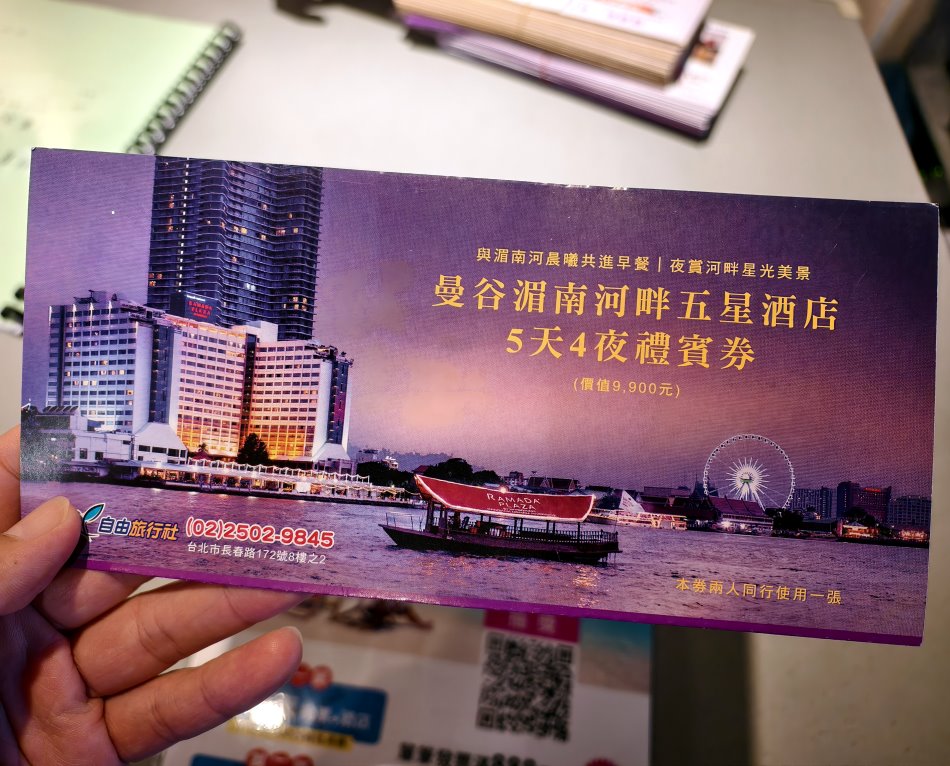 與湄南河晨曦共進早餐|夜賞河畔星光美景
曼谷湄南河畔五星酒店
5天4夜禮賓券
(價值9,900元)
RAMADA
PLAZA
RAMADA
PLAZA
自由旅行社 (02)2502-9845
台北市長春路172號8樓之2
本券兩人同行使用一張